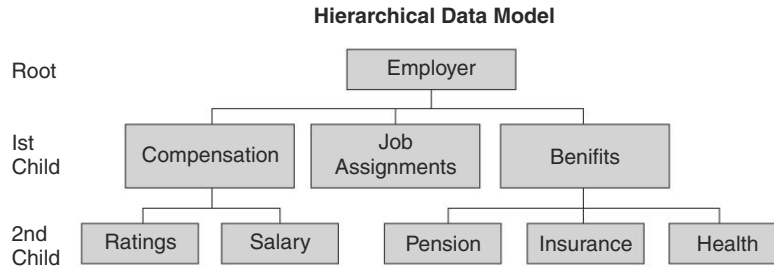 Hierarchical Data Model
Root
Employer
Ist
Child
Compensation
Job
Assignments
Benifits
2nd
Child
Ratings
Salary
Pension
Insurance
Health